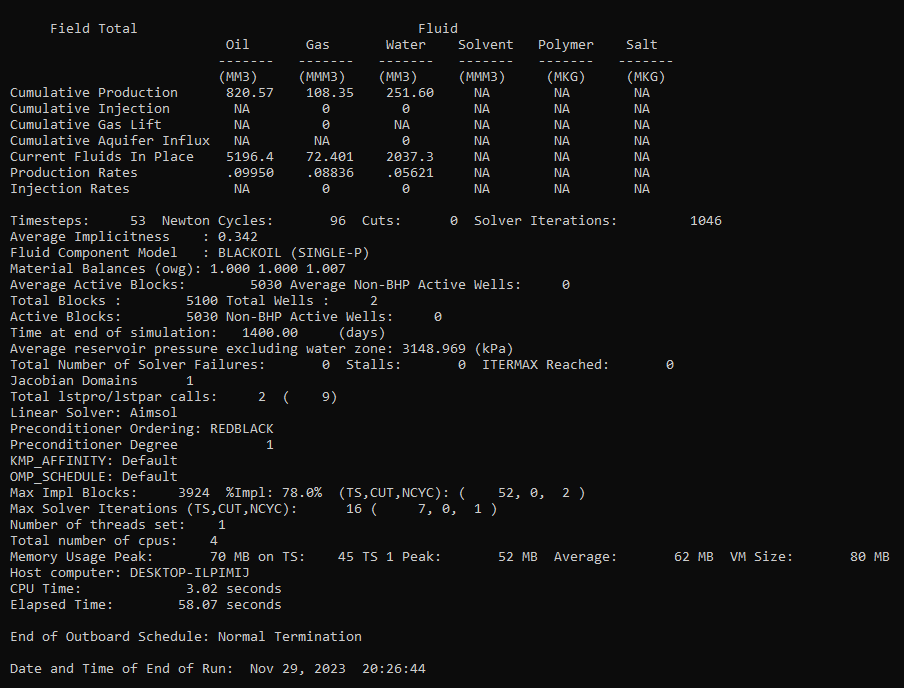 Field Total                                   Fluid
                           Oil       Gas       Water    Solvent   Polymer    Salt
                          -------   -------   -------   -------   -------   -------
                          (MM3)     (MMM3)    (MM3)     (MMM3)     (MKG)     (MKG)
Cumulative Production      820.57    108.35    251.60     NA        NA        NA
Cumulative Injection        NA         0         0        NA        NA        NA
Cumulative Gas Lift         NA         0        NA        NA        NA        NA
Cumulative Aquifer Influx   NA        NA         0        NA        NA        NA
Current Fluids In Place    5196.4    72.401    2037.3     NA        NA        NA
Production Rates           .09950    .08836    .05621     NA        NA        NA
Injection Rates             NA         0         0        NA        NA        NA
Timesteps:     53  Newton Cycles:       96  Cuts:      0  Solver Iterations:         1046
Average Implicitness    : 0.342
Fluid Component Model   : BLACKOIL (SINGLE-P)
Material Balances (owg): 1.000 1.000 1.007
Average Active Blocks:        5030 Average Non-BHP Active Wells:     0
Total Blocks :        5100 Total Wells :     2
Active Blocks:        5030 Non-BHP Active Wells:     0
Time at end of simulation:   1400.00     (days)
Average reservoir pressure excluding water zone: 3148.969 (kPa)
Total Number of Solver Failures:       0  Stalls:       0  ITERMAX Reached:       0
Jacobian Domains      1
Total lstpro/lstpar calls:     2  (    9)
Linear Solver: Aimsol
Preconditioner Ordering: REDBLACK
Preconditioner Degree           1
KMP_AFFINITY: Default
OMP_SCHEDULE: Default
Max Impl Blocks:     3924  %Impl: 78.0%  (TS,CUT,NCYC): (    52, 0,  2 )
Max Solver Iterations (TS,CUT,NCYC):      16 (     7, 0,  1 )
Number of threads set:    1
Total number of cpus:    4
Memory Usage Peak:       70 MB on TS:    45 TS 1 Peak:       52 MB  Average:       62 MB  VM Size:       80 MB
Host computer: DESKTOP-ILPIMIJ
CPU Time:             3.02 seconds
Elapsed Time:        58.07 seconds
End of Outboard Schedule: Normal Termination
Date and Time of End of Run:  Nov 29, 2023  20:26:44